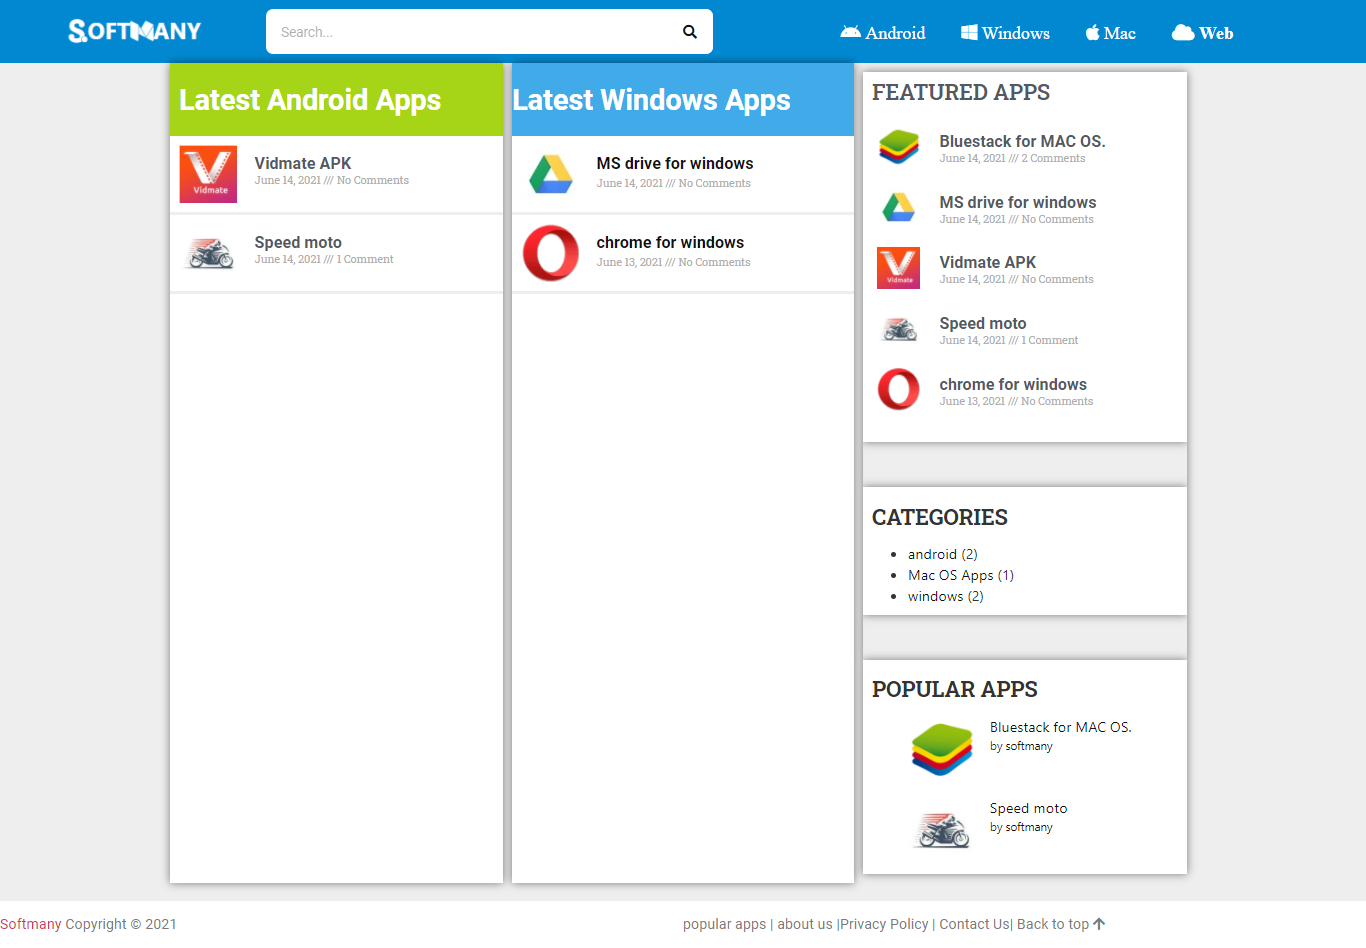 SOFTMANY
Search...
Android
Windows
Mac
Web
Latest Android Apps
Vidmate
Vidmate APK
June 14, 2021 /// No Comments
Speed moto
June 14, 2021 /// 1 Comment
Latest Windows Apps
MS drive for windows
June 14, 2021 /// No Comments
chrome for windows
June 13, 2021 /// No Comments
FEATURED APPS
Bluestack for MAC OS.
June 14, 2021 /// 2 Comments
MS drive for windows
June 14, 2021 /// No Comments
Vidmate
Vidmate APK
June 14, 2021 /// No Comments
Speed moto
June 14, 2021 /// 1 Comment
chrome for windows
June 13, 2021 /// No Comments
CATEGORIES
android (2)
Mac OS Apps (1)
windows (2)
POPULAR APPS
Bluestack for MAC OS.
by softmany
Speed moto
by softmany
Softmany Copyright © 2021
popular apps | about us |Privacy Policy | Contact Us| Back to top